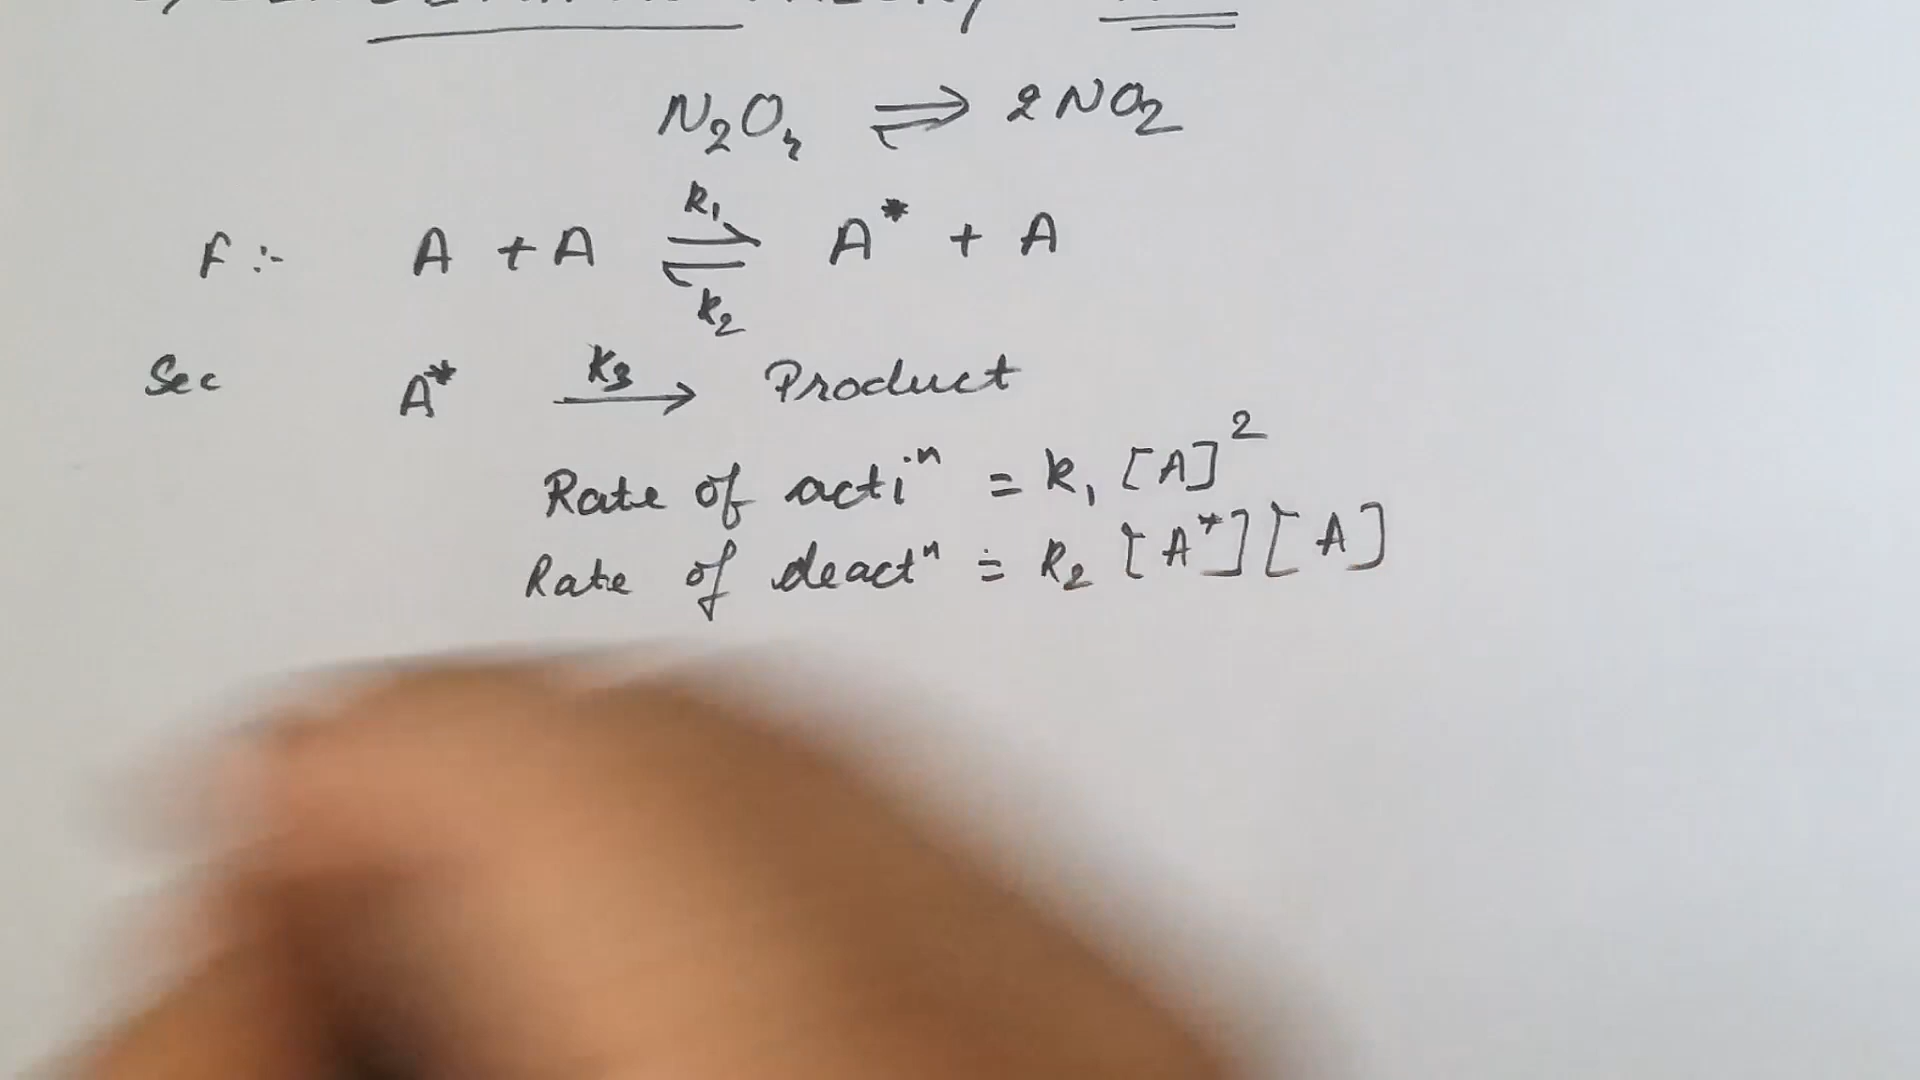 N₂O₄ ⇌ 2NO₂
F :- A + A ⇌ A* + A
k₁
k₂
Sec A* → Product
k₃
Rate of actiⁿ = k₁ [A]²
Rate of deactⁿ = k₂ [A*][A]